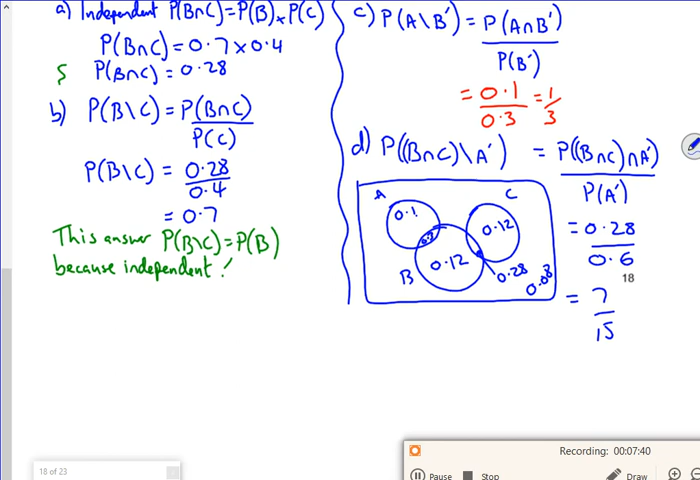 a) Independent P(B∩C)=P(B)×P(C)
P(B∩C)=0.7×0.4
P(B∩C)=0.28
b) P(B\C)=P(B∩C)
P(C)
P(B\C)=0.28
0.4
=0.7
This answer P(B\C)=P(B)
because independent!
c) P(A\B')=P(A∩B')
P(B')
=0.1=1
0.3 3
d) P((B∩C)\A') =P((B∩C)∩A')
P(A')
A C
0.1 0.12
B 0.12 0.28
0.08
=0.28
0.6
18
=7
15
18 of 23
Recording: 00:07:40
Pause Stop Draw